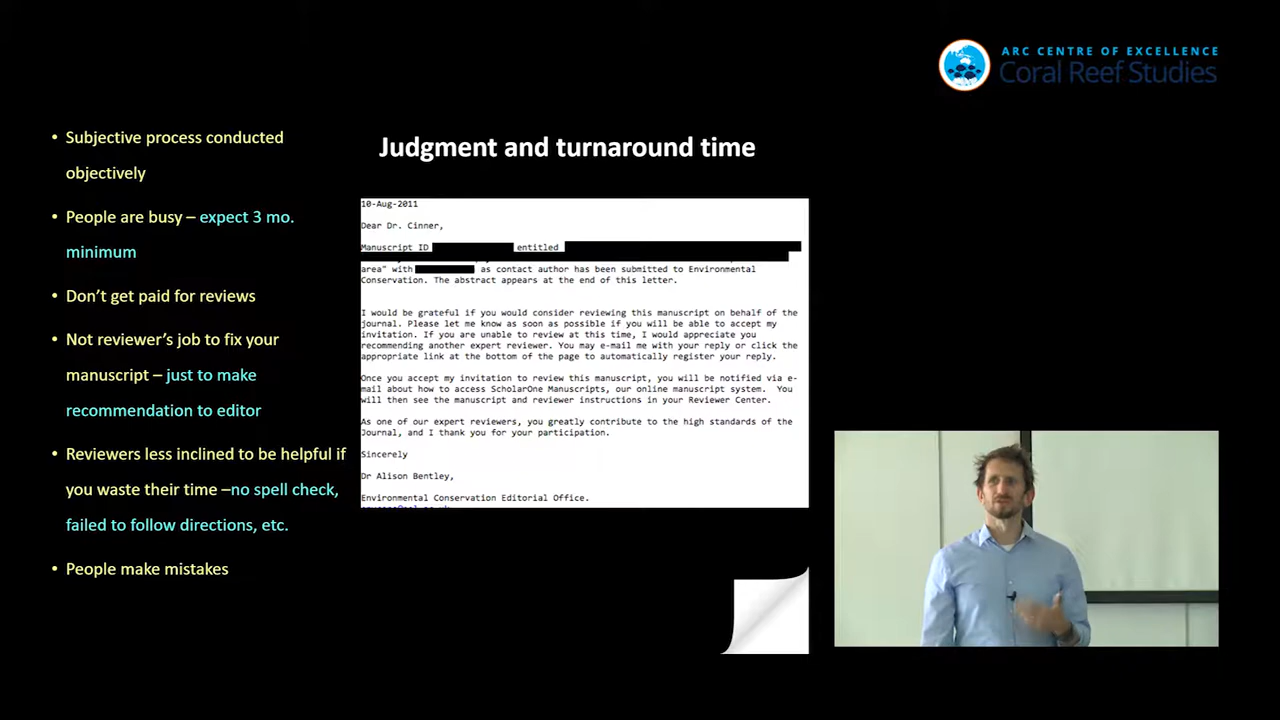 ARC CENTRE OF EXCELLENCE
Coral Reef Studies
Judgment and turnaround time
• Subjective process conducted
objectively
• People are busy – expect 3 mo.
minimum
• Don't get paid for reviews
• Not reviewer's job to fix your
manuscript – just to make
recommendation to editor
• Reviewers less inclined to be helpful if
you waste their time –no spell check,
failed to follow directions, etc.
• People make mistakes
10-Aug-2011
Dear Dr. Cinner,
Manuscript ID entitled
area" with as contact author has been submitted to Environmental
Conservation. The abstract appears at the end of this letter.
I would be grateful if you would consider reviewing this manuscript on behalf of the
journal. Please let me know as soon as possible if you will be able to accept my
invitation. If you are unable to review at this time, I would appreciate you
recommending another expert reviewer. You may e-mail me with your reply or click the
appropriate link at the bottom of the page to automatically register your reply.
Once you accept my invitation to review this manuscript, you will be notified via e-
mail about how to access ScholarOne Manuscripts, our online manuscript system. You
will then see the manuscript and reviewer instructions in your Reviewer Center.
As one of our expert reviewers, you greatly contribute to the high standards of the
Journal, and I thank you for your participation.
Sincerely
Dr Alison Bentley,
Environmental Conservation Editorial Office.